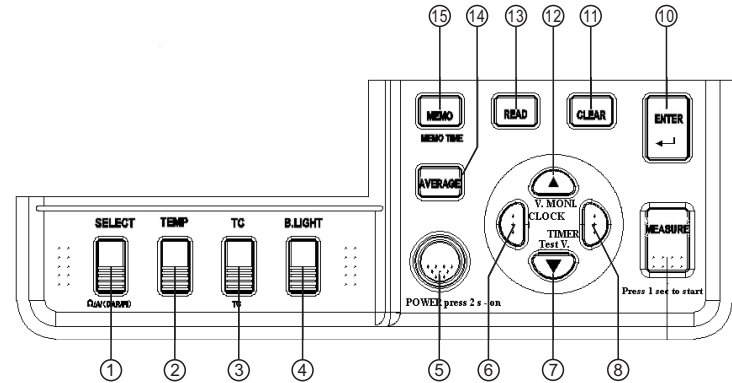 ⑮ ⑭ ⑬ ⑫ ⑪ ⑩
MEMO
READ
CLEAR
ENTER
MEMO TIME
AVERAGE
V. MONI.
CLOCK
TIMER
Test V.
MEASURE
SELECT TEMP TC B.LIGHT
POWER press 2 s - on
Press 1 sec to start
TC
① ② ③ ④ ⑤ ⑥ ⑦ ⑧